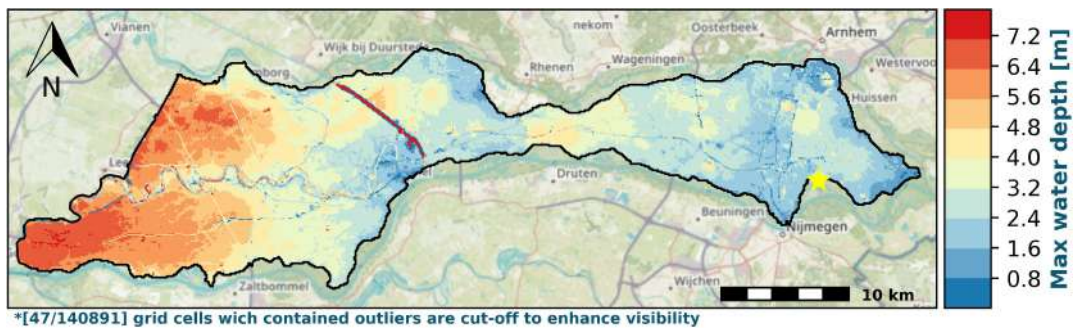 Vianen
nekom
Oosterbeek
Arnhem
Wijk bij Duurstede
Wageningen
Westervoo
Rhenen
Huissen
N
Druten
Beuningen
Nijmegen
Zaltbommel
Wijchen
10 km
7.2
6.4
5.6
4.8
4.0
3.2
2.4
1.6
0.8
Max water depth [m]
*[47/140891] grid cells wich contained outliers are cut-off to enhance visibility